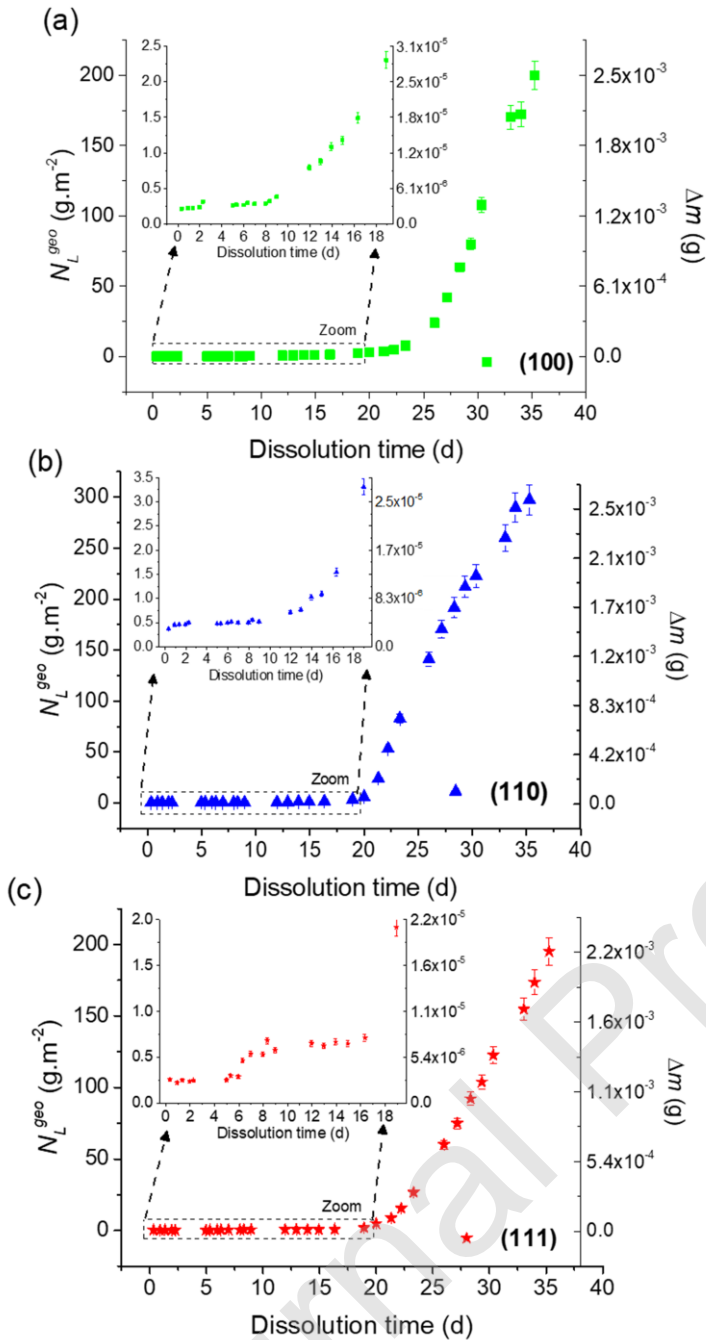 (a)
2.5
2.0
1.5
1.0
0.5
0.0
3.1x10⁻⁵
2.5x10⁻⁵
1.8x10⁻⁵
1.2x10⁻⁵
6.1x10⁻⁶
0.0
0 2 4 6 8 10 12 14 16 18
Dissolution time (d)
200
150
100
50
0
N_L^geo (g.m⁻²)
2.5x10⁻³
1.8x10⁻³
1.2x10⁻³
6.1x10⁻⁴
0.0
Δm (g)
Zoom
(100)
0 5 10 15 20 25 30 35 40
Dissolution time (d)
(b)
3.5
3.0
2.5
2.0
1.5
1.0
0.5
0.0
2.5x10⁻⁵
1.7x10⁻⁵
8.3x10⁻⁶
0.0
0 2 4 6 8 10 12 14 16 18
Dissolution time (d)
300
250
200
150
100
50
0
N_L^geo (g.m⁻²)
2.5x10⁻³
2.1x10⁻³
1.7x10⁻³
1.2x10⁻³
8.3x10⁻⁴
4.2x10⁻⁴
0.0
Δm (g)
Zoom
(110)
0 5 10 15 20 25 30 35 40
Dissolution time (d)
(c)
2.0
1.5
1.0
0.5
0.0
2.2x10⁻⁵
1.6x10⁻⁵
1.1x10⁻⁵
5.4x10⁻⁶
0.0
0 2 4 6 8 10 12 14 16 18
Dissolution time (d)
200
150
100
50
0
N_L^geo (g.m⁻²)
2.2x10⁻³
1.6x10⁻³
1.1x10⁻³
5.4x10⁻⁴
0.0
Δm (g)
Zoom
(111)
0 5 10 15 20 25 30 35 40
Dissolution time (d)
urnal Pre